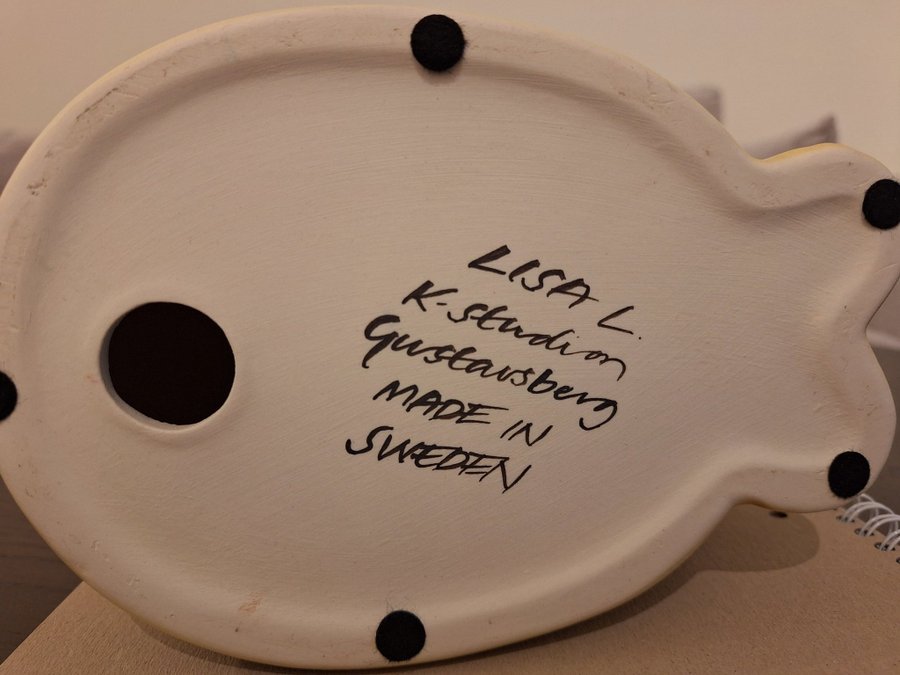 LISA L.
K-Studion
Gustavsberg
MADE IN
SWEDEN